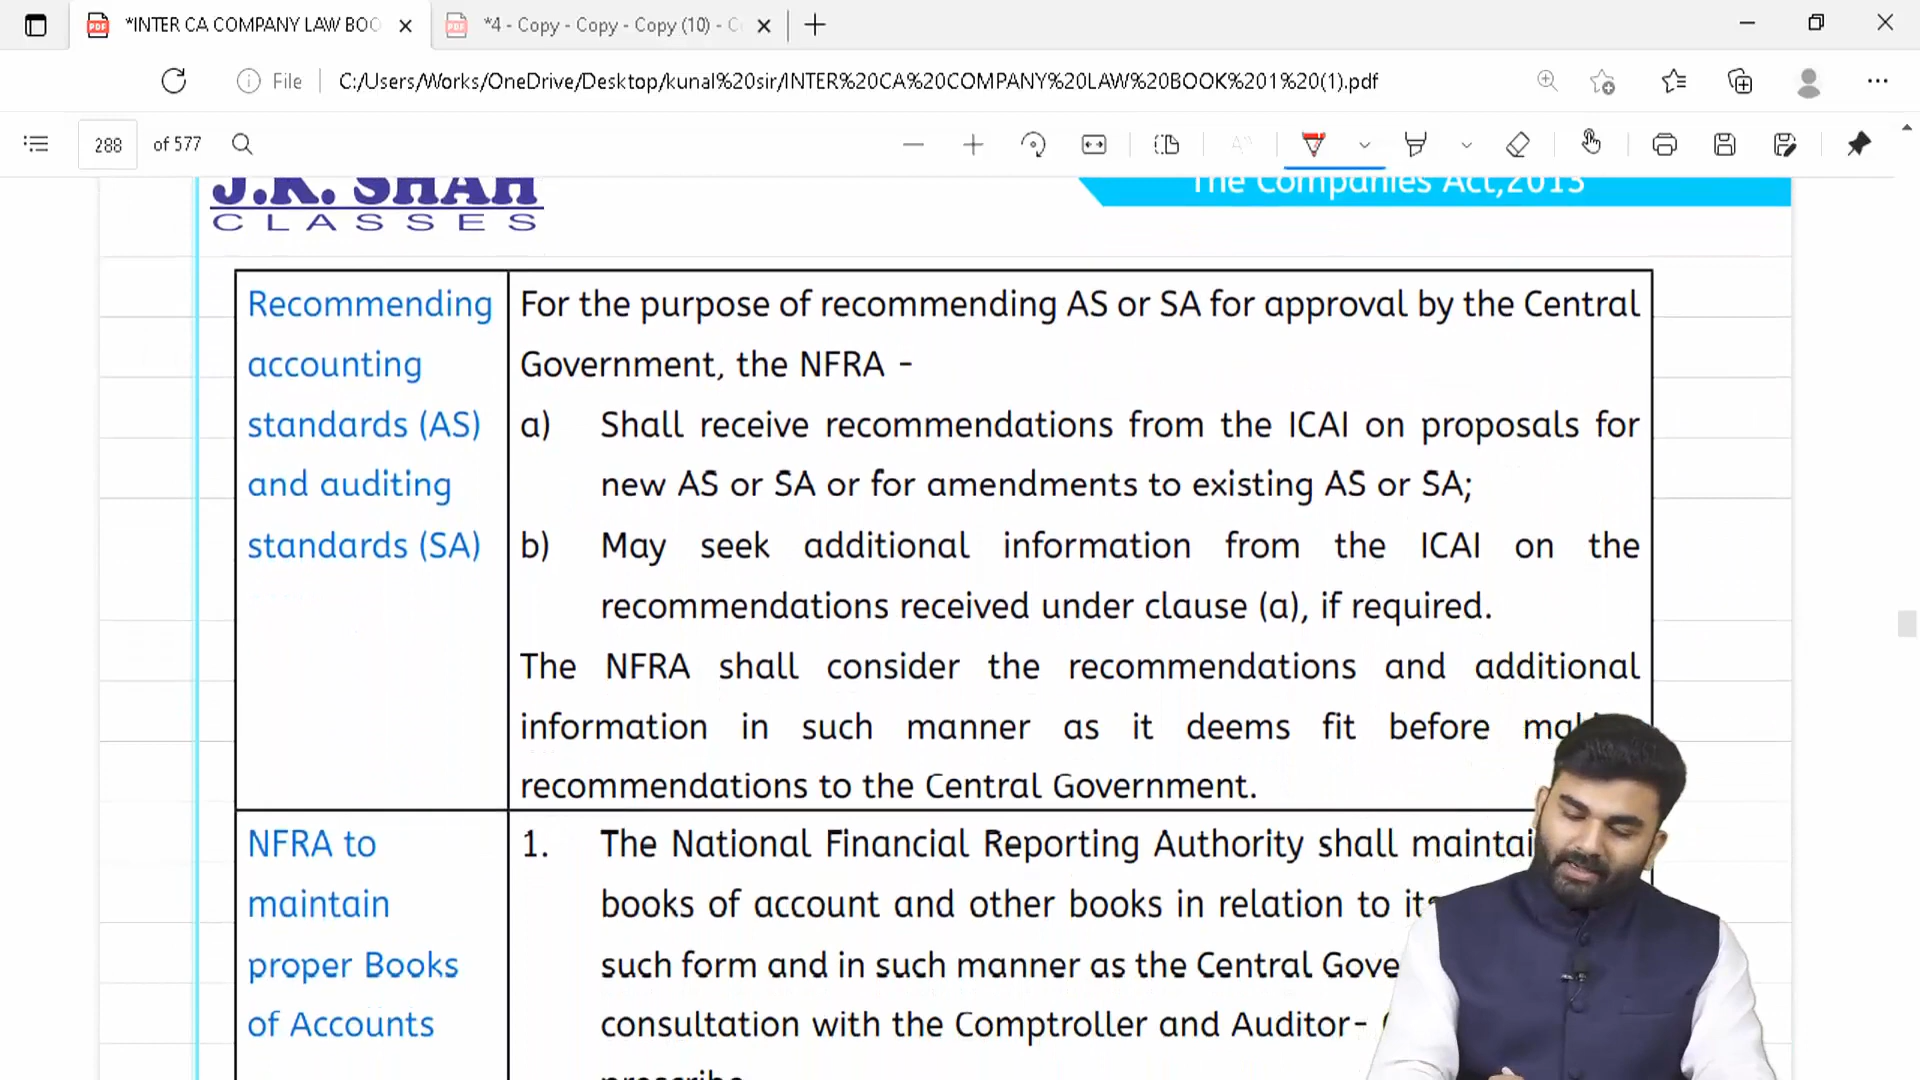 *INTER CA COMPANY LAW BOO
*4 - Copy - Copy - Copy (10) - C
File
C:/Users/Works/OneDrive/Desktop/kunal%20sir/INTER%20CA%20COMPANY%20LAW%20BOOK%201%20(1).pdf
288 of 577
J.K. SHAH
CLASSES
The Companies Act,2013
Recommending
accounting
standards (AS)
and auditing
standards (SA)
For the purpose of recommending AS or SA for approval by the Central
Government, the NFRA -
a) Shall receive recommendations from the ICAI on proposals for
new AS or SA or for amendments to existing AS or SA;
b) May seek additional information from the ICAI on the
recommendations received under clause (a), if required.
The NFRA shall consider the recommendations and additional
information in such manner as it deems fit before
recommendations to the Central Government.
NFRA to
maintain
proper Books
of Accounts
1. The National Financial Reporting Authority shall
books of account and other books in relation to
such form and in such manner as the Central
consultation with the Comptroller and Auditor-